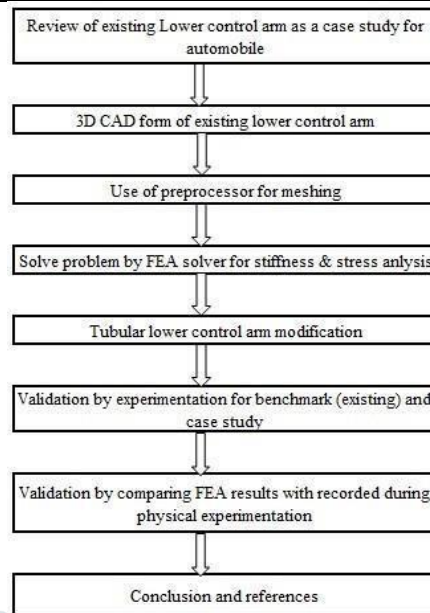 Review of existing Lower control arm as a case study for
automobile
3D CAD form of existing lower control arm
Use of preprocessor for meshing
Solve problem by FEA solver for stiffness & stress anlysis
Tubular lower control arm modification
Validation by experimentation for benchmark (existing) and
case study
Validation by comparing FEA results with recorded during
physical experimentation
Conclusion and references